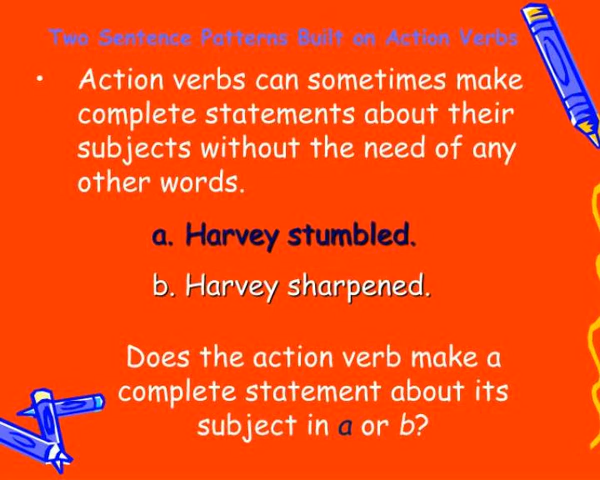 Two Sentence Patterns Built on Action Verbs
• Action verbs can sometimes make
complete statements about their
subjects without the need of any
other words.
a. Harvey stumbled.
b. Harvey sharpened.
Does the action verb make a
complete statement about its
subject in a or b?